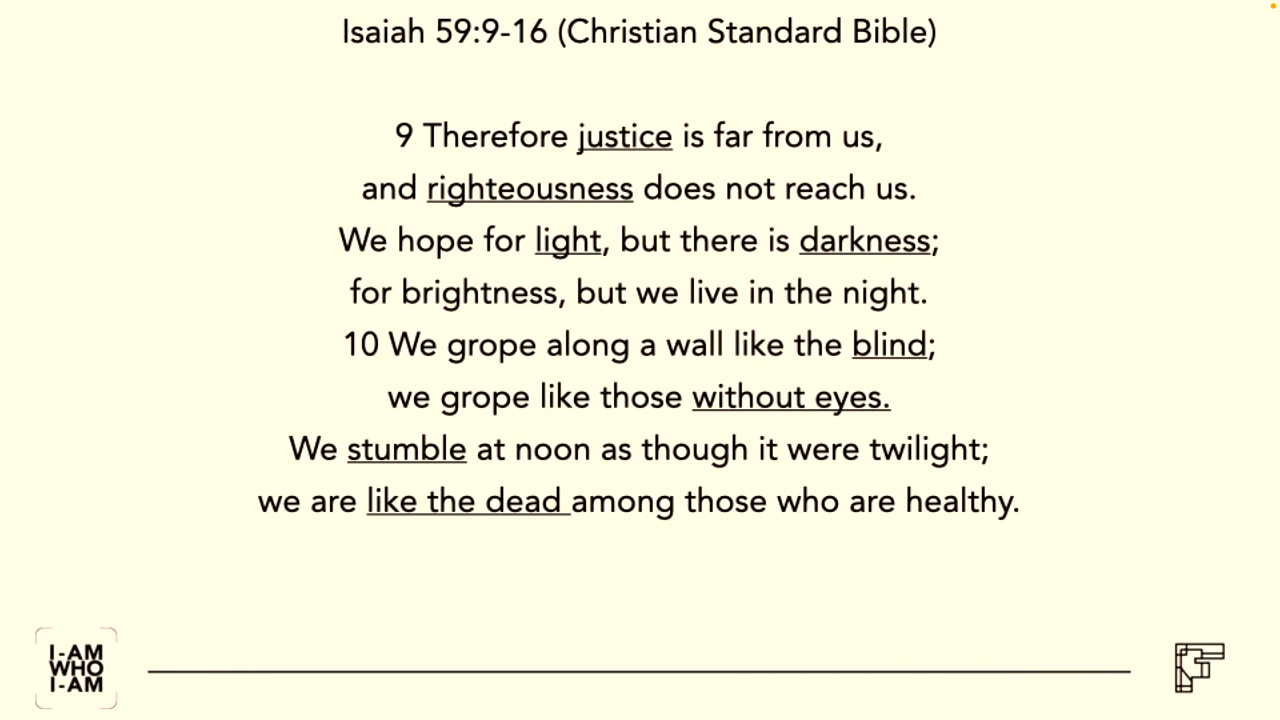 Isaiah 59:9-16 (Christian Standard Bible)
9 Therefore justice is far from us,
and righteousness does not reach us.
We hope for light, but there is darkness;
for brightness, but we live in the night.
10 We grope along a wall like the blind;
we grope like those without eyes.
We stumble at noon as though it were twilight;
we are like the dead among those who are healthy.
I-AM
WHO
I-AM